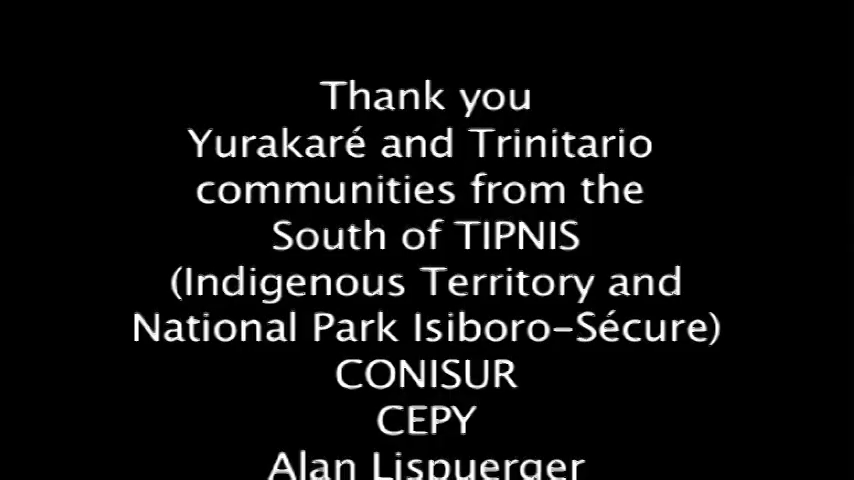 Thank you
Yurakaré and Trinitario
communities from the
South of TIPNIS
(Indigenous Territory and
National Park Isiboro-Sécure)
CONISUR
CEPY
Alan Lispuerger